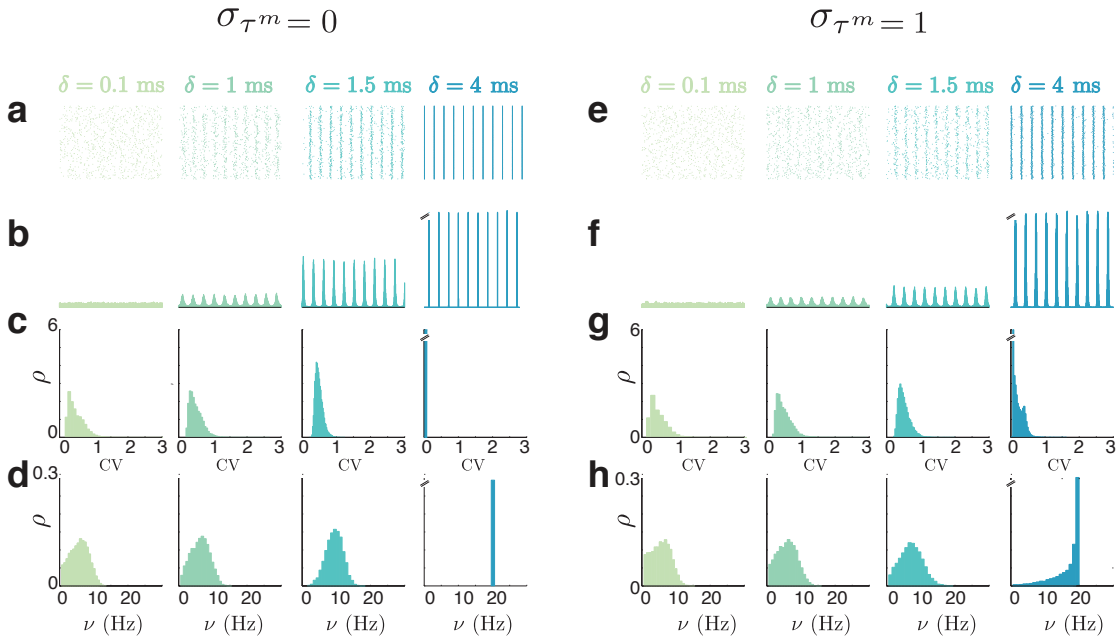 σ_τ^m = 0
σ_τ^m = 1
δ = 0.1 ms δ = 1 ms δ = 1.5 ms δ = 4 ms
δ = 0.1 ms δ = 1 ms δ = 1.5 ms δ = 4 ms
a
e
b
f
c
6
ρ
0
0 1 2 3 0 1 2 3 0 1 2 3 0 1 2 3
CV CV CV CV
g
6
ρ
0
0 1 2 3 0 1 2 3 0 1 2 3 0 1 2 3
CV CV CV CV
d
0.3
ρ
0
0 10 20 0 10 20 0 10 20 0 10 20
ν (Hz) ν (Hz) ν (Hz) ν (Hz)
h
0.3
ρ
0
0 10 20 0 10 20 0 10 20 0 10 20
ν (Hz) ν (Hz) ν (Hz) ν (Hz)